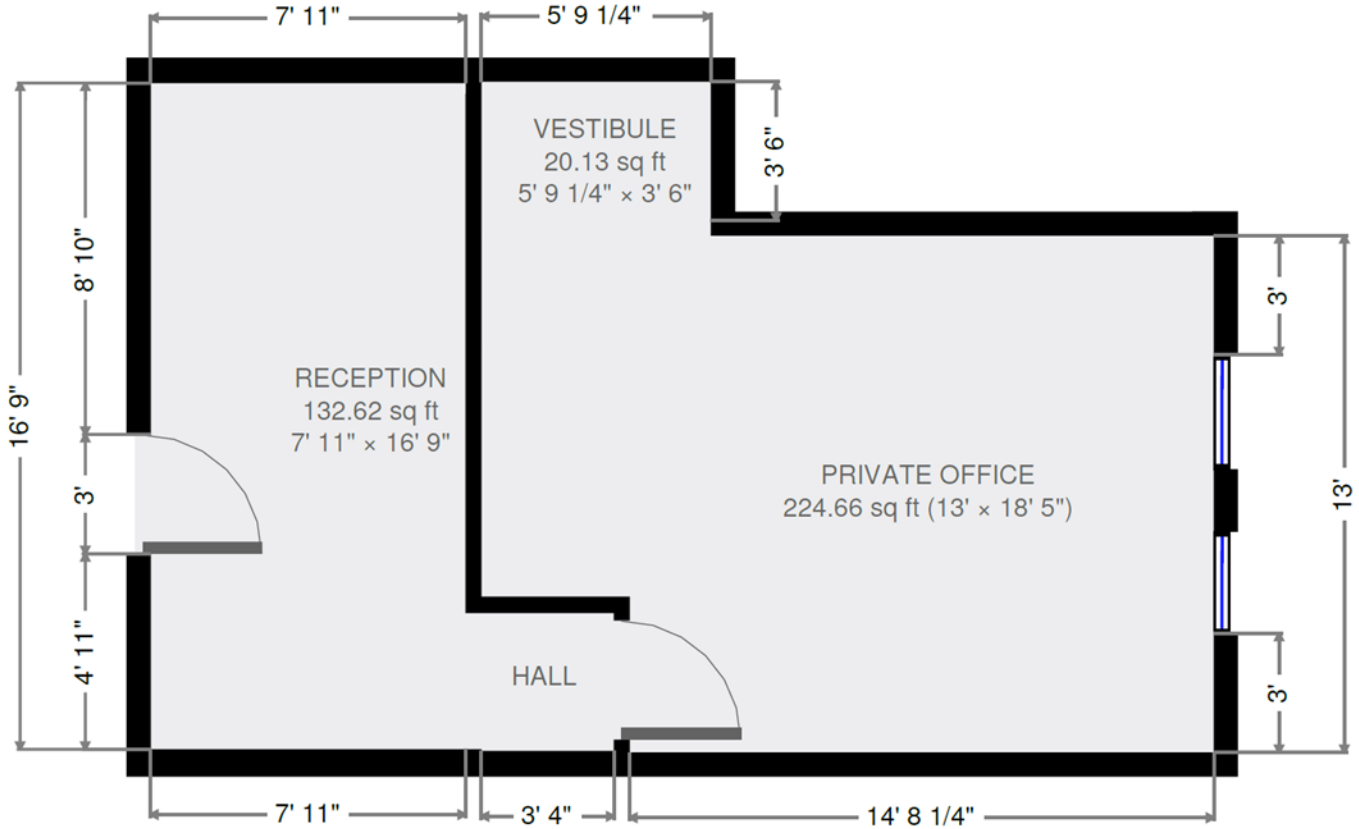 7' 11"
5' 9 1/4"
VESTIBULE
20.13 sq ft
5' 9 1/4" × 3' 6"
3' 6"
8' 10"
3'
RECEPTION
132.62 sq ft
7' 11" × 16' 9"
16' 9"
PRIVATE OFFICE
224.66 sq ft (13' × 18' 5")
3'
13'
4' 11"
HALL
3'
7' 11"
3' 4"
14' 8 1/4"